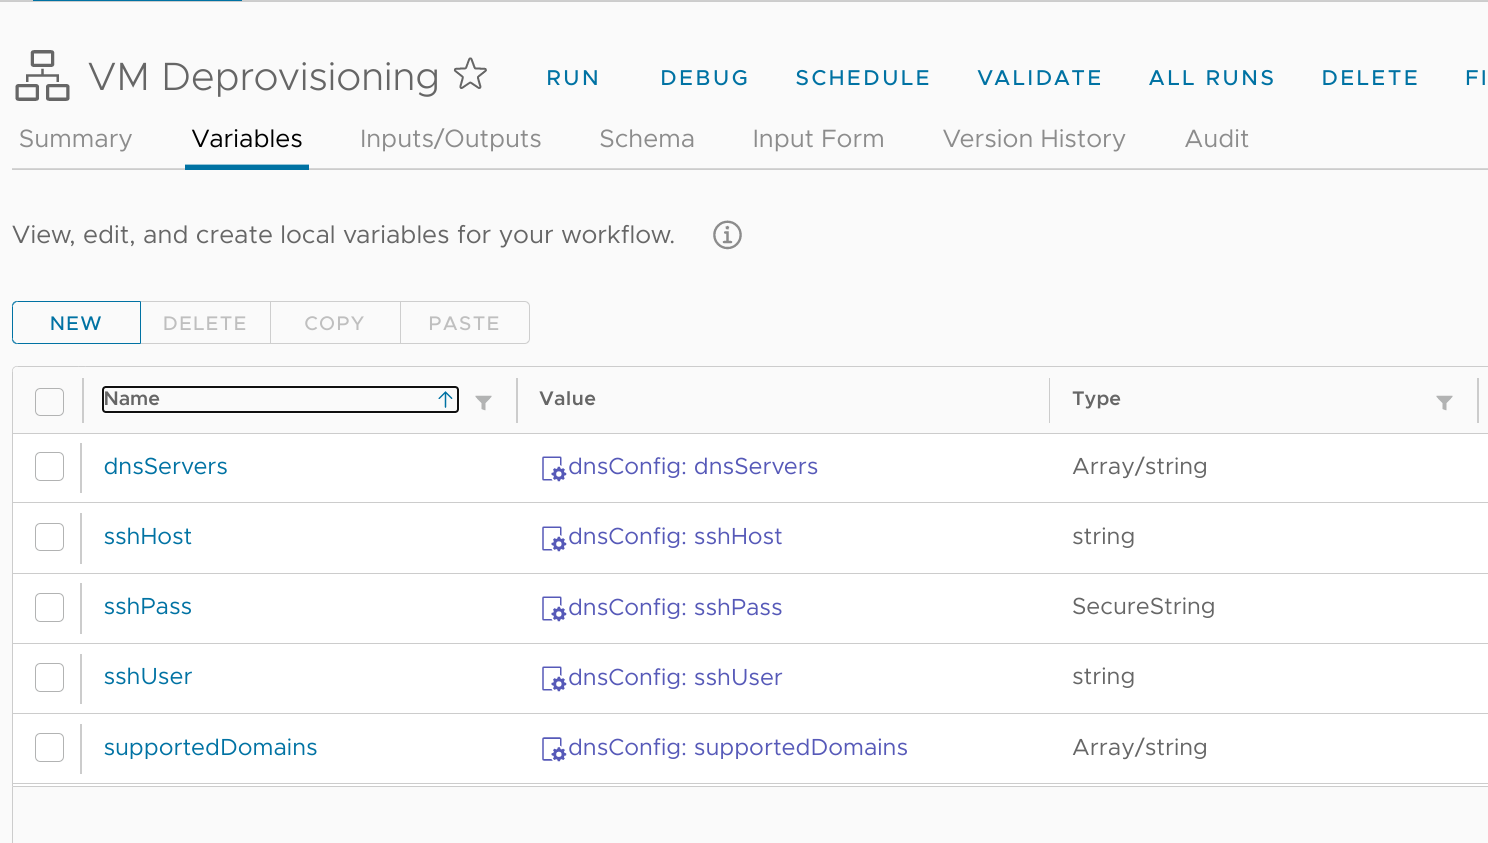 VM Deprovisioning RUN DEBUG SCHEDULE VALIDATE ALL RUNS DELETE FI
Summary Variables Inputs/Outputs Schema Input Form Version History Audit
View, edit, and create local variables for your workflow.
NEW DELETE COPY PASTE
Name Value Type
dnsServers dnsConfig: dnsServers Array/string
sshHost dnsConfig: sshHost string
sshPass dnsConfig: sshPass SecureString
sshUser dnsConfig: sshUser string
supportedDomains dnsConfig: supportedDomains Array/string